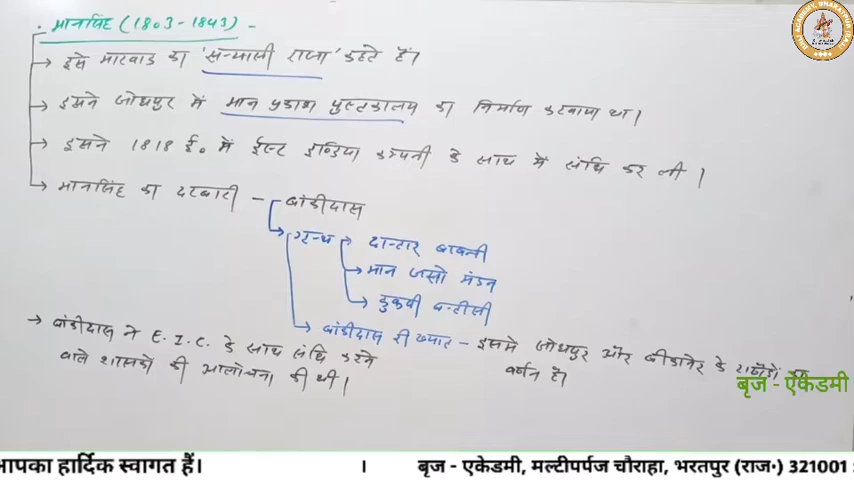 • मानसिंह (1803 - 1843) -
→ इसे मारवाड का 'सन्यासी राजा' कहते हैं।
→ इसने जोधपुर में मान प्रकाश पुस्तकालय का निर्माण करवाया था।
→ इसने 1818 ई० में ईस्ट इण्डिया कम्पनी के साथ में संधि कर ली।
→ मानसिंह का दरबारी - बांकीदास
→ ग्रन्थ → दातार बावनी
→ मान जसो मंडन
→ कुकवी बत्तीसी
→ बांकीदास री ख्यात - इसमें जोधपुर और बीकानेर के राठौडों का
वर्णन है।
→ बांकीदास ने E.I.C. के साथ संधि करने
वाले शासकों की आलोचना की थी।
बृज - ऐकेडमी
आपका हार्दिक स्वागत हैं। । बृज - एकेडमी, मल्टीपर्पज चौराहा, भरतपुर (राज॰) 321001